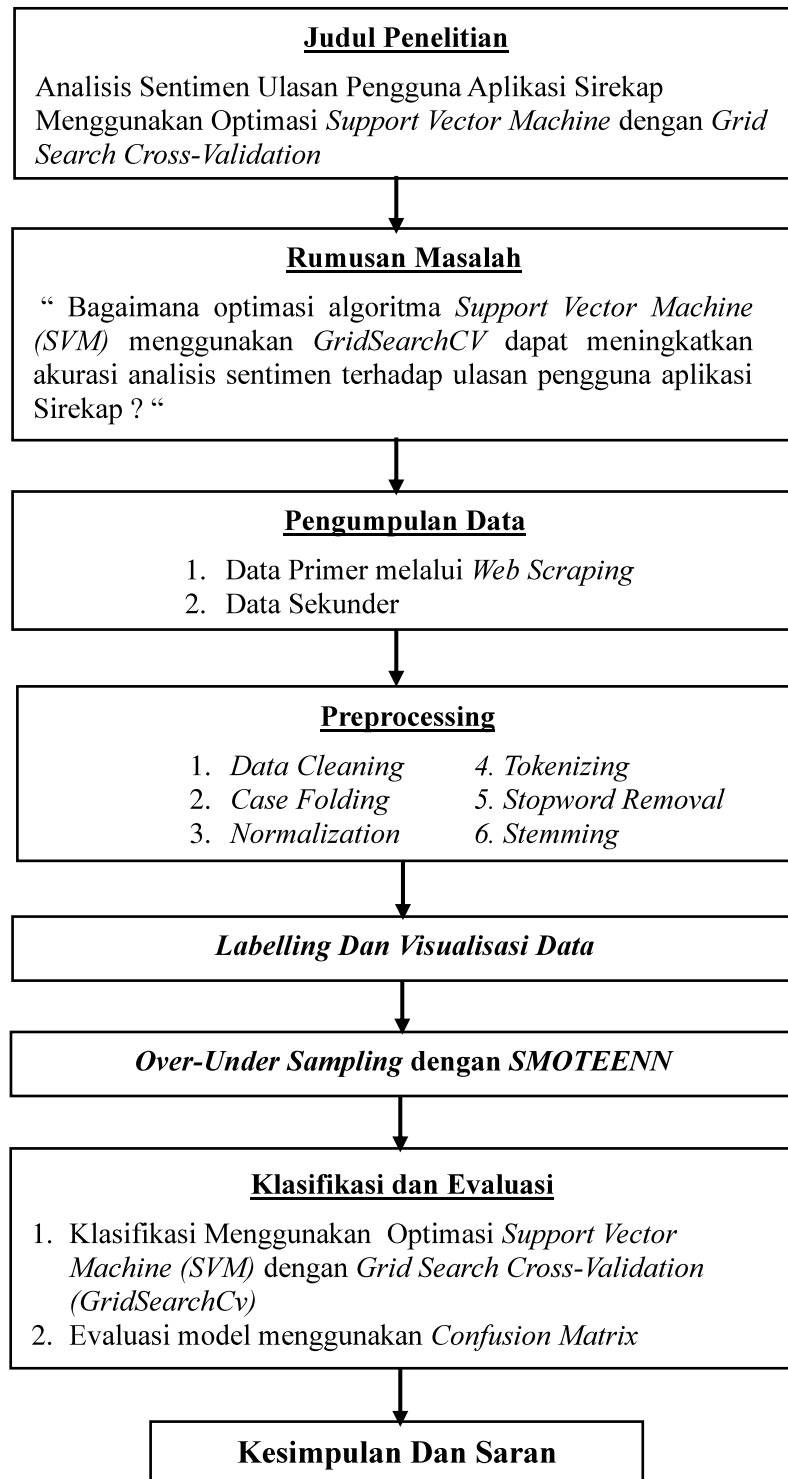 Judul Penelitian
Analisis Sentimen Ulasan Pengguna Aplikasi Sirekap
Menggunakan Optimasi Support Vector Machine dengan Grid
Search Cross-Validation
Rumusan Masalah
“ Bagaimana optimasi algoritma Support Vector Machine
(SVM) menggunakan GridSearchCV dapat meningkatkan
akurasi analisis sentimen terhadap ulasan pengguna aplikasi
Sirekap ? “
Pengumpulan Data
1. Data Primer melalui Web Scraping
2. Data Sekunder
Preprocessing
1. Data Cleaning
2. Case Folding
3. Normalization
4. Tokenizing
5. Stopword Removal
6. Stemming
Labelling Dan Visualisasi Data
Over-Under Sampling dengan SMOTEENN
Klasifikasi dan Evaluasi
1. Klasifikasi Menggunakan Optimasi Support Vector
Machine (SVM) dengan Grid Search Cross-Validation
(GridSearchCv)
2. Evaluasi model menggunakan Confusion Matrix
Kesimpulan Dan Saran